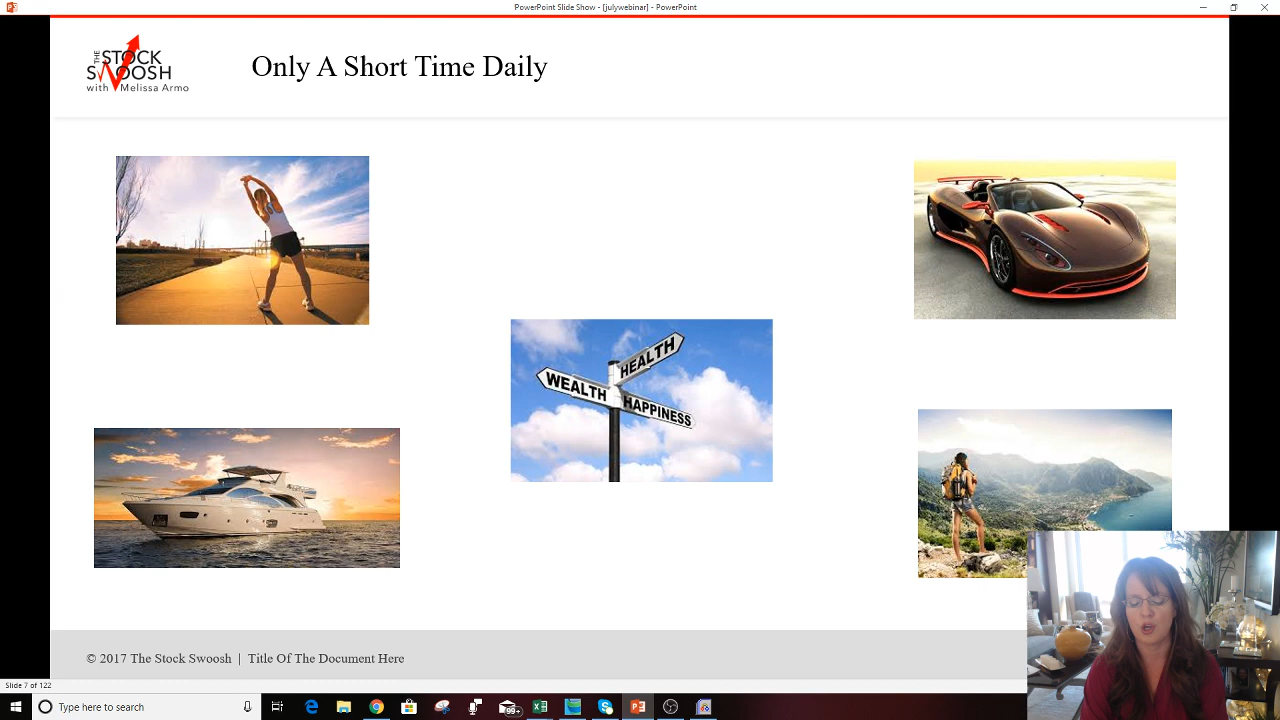 PowerPoint Slide Show - [julywebinar] - PowerPoint
THE
STOCK
SWOOSH
with Melissa Armo
Only A Short Time Daily
HEALTH
WEALTH
HAPPINESS
© 2017 The Stock Swoosh | Title Of The Document Here
Slide 7 of 122
Type here to search
99+